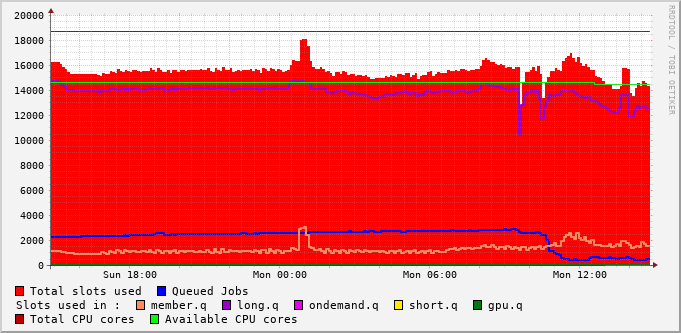 20000
18000
16000
14000
12000
10000
8000
6000
4000
2000
0
Sun 18:00 Mon 00:00 Mon 06:00 Mon 12:00
RRDTOOL / TOBI OETIKER
Total slots used Queued Jobs
Slots used in : member.q long.q ondemand.q short.q gpu.q
Total CPU cores Available CPU cores